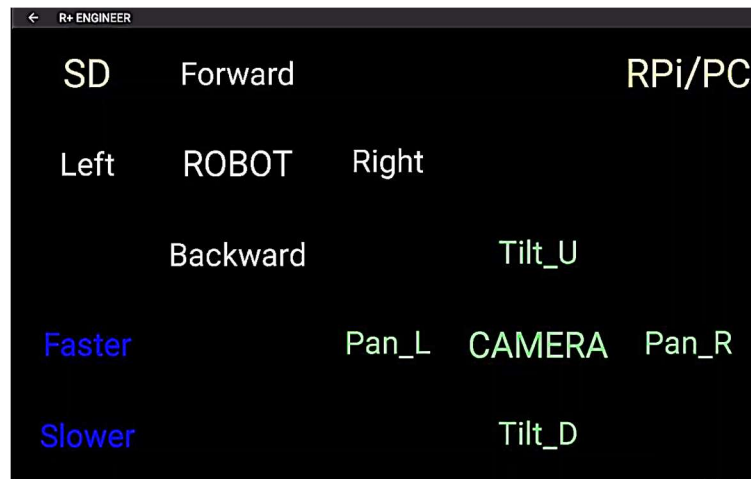 R+ ENGINEER
SD Forward RPi/PC
Left ROBOT Right
Backward Tilt_U
Faster Pan_L CAMERA Pan_R
Slower Tilt_D